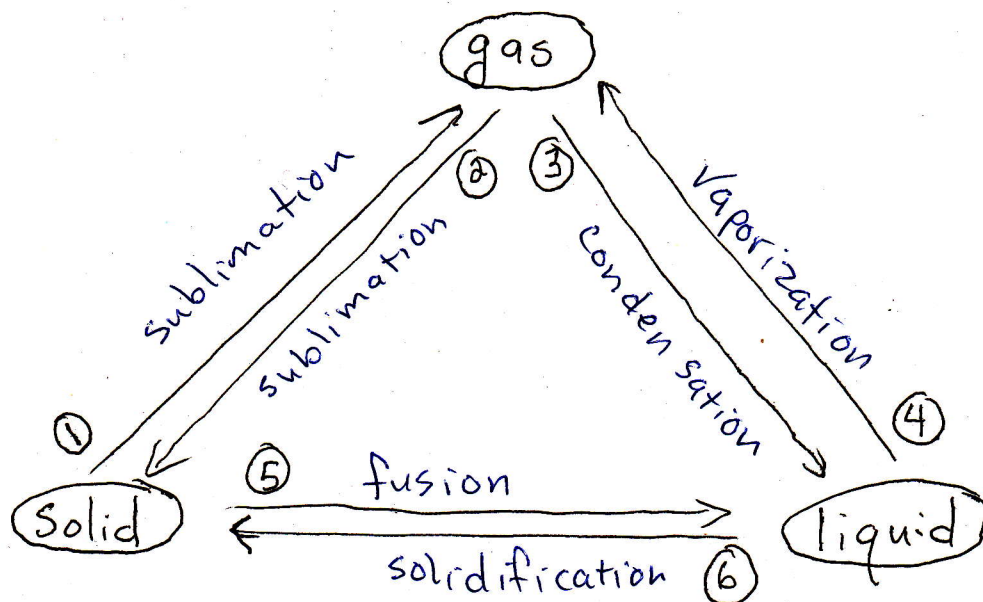 gas
② ③
sublimation
sublimation
condensation
vaporization
① ④
⑤ fusion
solid
liquid
solidification ⑥